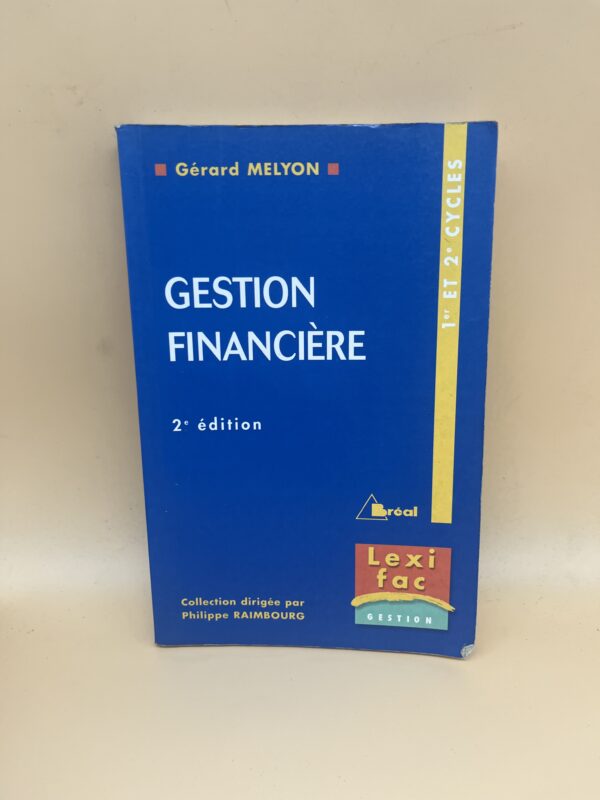 Gérard MELYON
1er ET 2e CYCLES
GESTION
FINANCIÈRE
2e édition
Bréal
Lexi
fac
GESTION
Collection dirigée par
Philippe RAIMBOURG